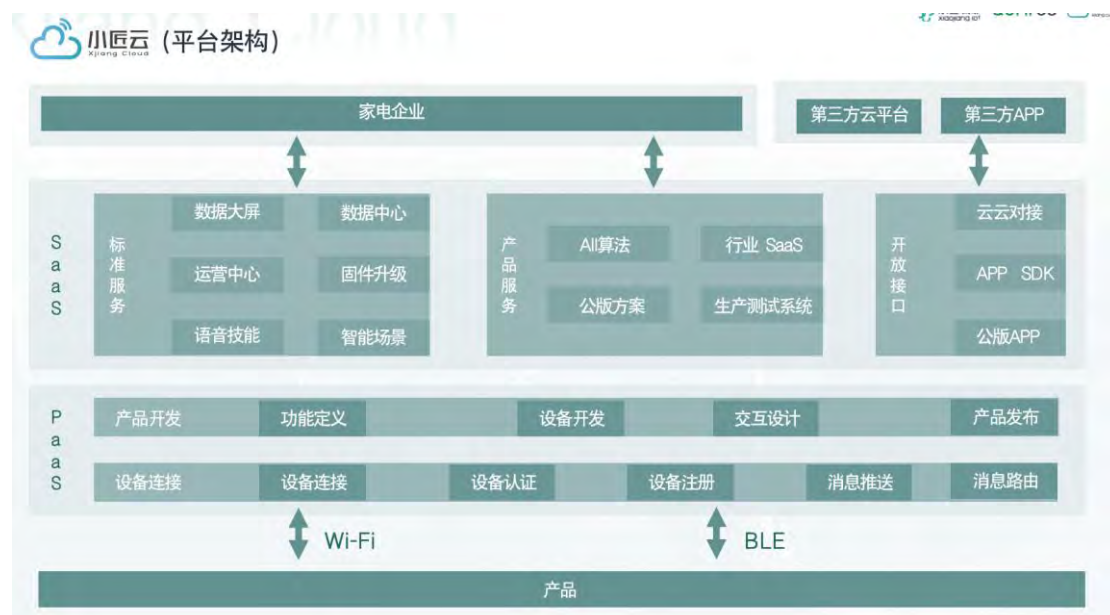 小匠云
Xjiang Cloud
(平台架构)
xiaojiang IoT
家电企业
第三方云平台
第三方APP
SaaS
标准服务
数据大屏
数据中心
运营中心
固件升级
语音技能
智能场景
产品服务
AII算法
行业 SaaS
公版方案
生产测试系统
开放接口
云云对接
APP SDK
公版APP
PaaS
产品开发
功能定义
设备开发
交互设计
产品发布
设备连接
设备连接
设备认证
设备注册
消息推送
消息路由
Wi-Fi
BLE
产品